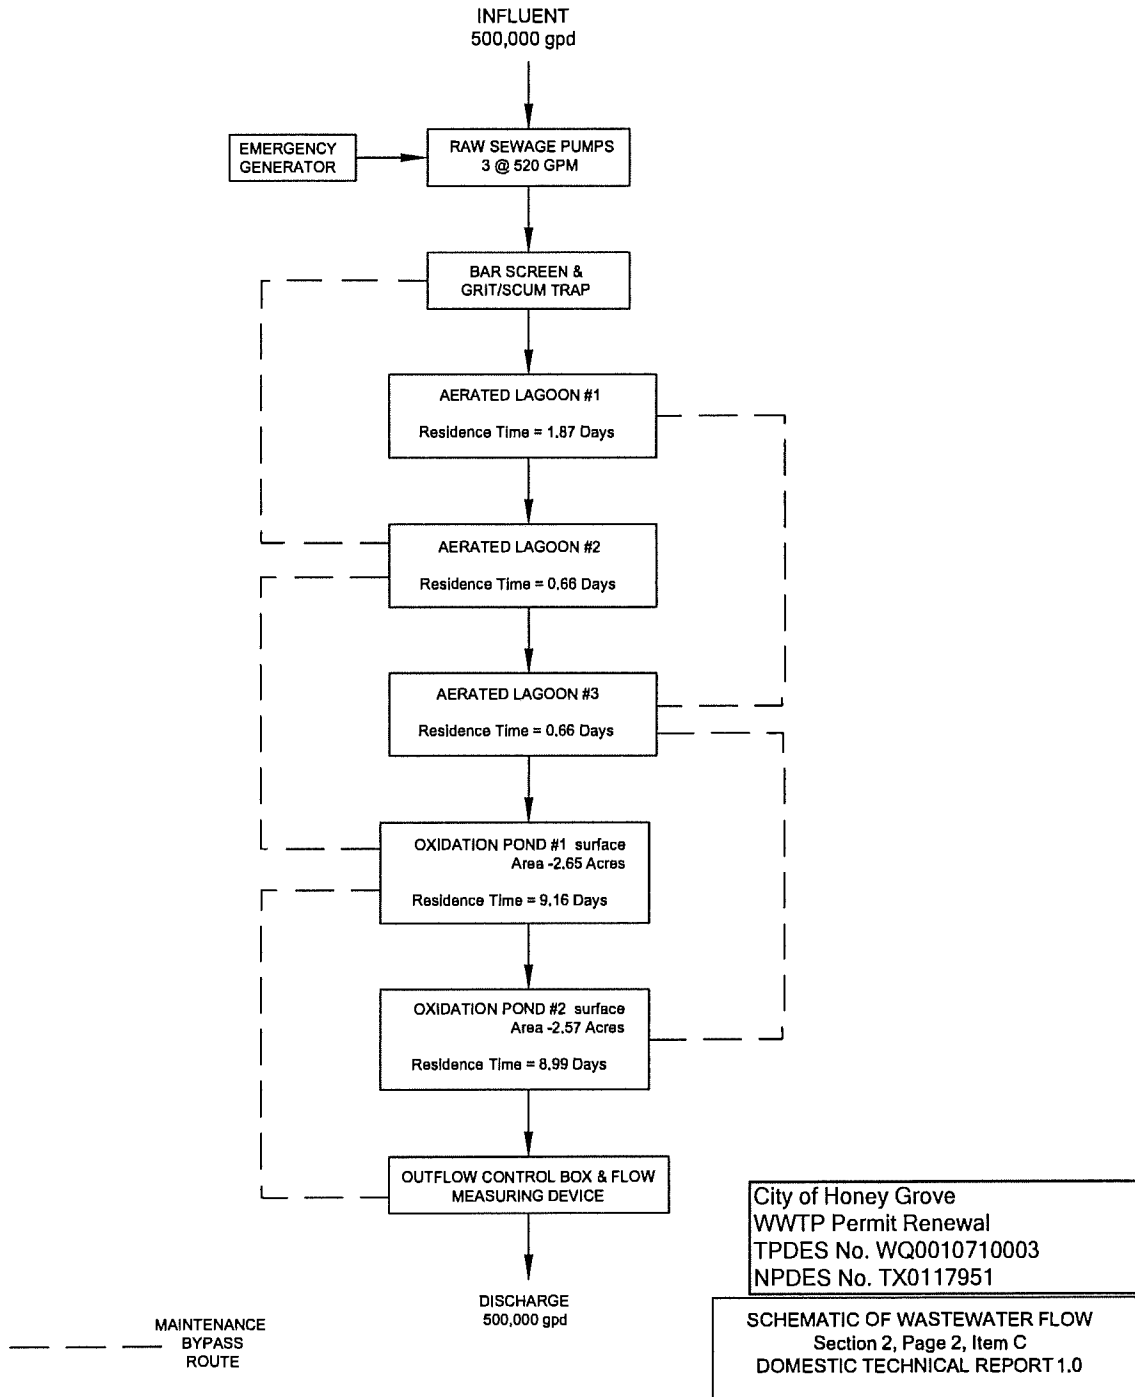 INFLUENT
500,000 gpd
EMERGENCY
GENERATOR
RAW SEWAGE PUMPS
3 @ 520 GPM
BAR SCREEN &
GRIT/SCUM TRAP
AERATED LAGOON #1
Residence Time = 1.87 Days
AERATED LAGOON #2
Residence Time = 0.66 Days
AERATED LAGOON #3
Residence Time = 0.66 Days
OXIDATION POND #1 surface
Area -2.65 Acres
Residence Time = 9.16 Days
OXIDATION POND #2 surface
Area -2.57 Acres
Residence Time = 8.99 Days
OUTFLOW CONTROL BOX & FLOW
MEASURING DEVICE
DISCHARGE
500,000 gpd
MAINTENANCE
BYPASS
ROUTE
City of Honey Grove
WWTP Permit Renewal
TPDES No. WQ0010710003
NPDES No. TX0117951
SCHEMATIC OF WASTEWATER FLOW
Section 2, Page 2, Item C
DOMESTIC TECHNICAL REPORT 1.0